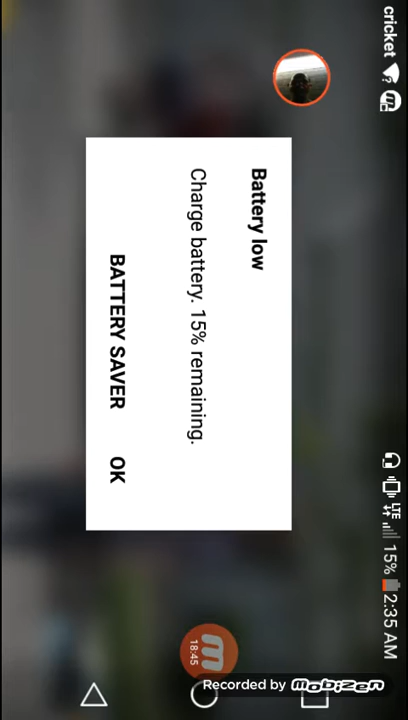 cricket
LTE 15% 2:35 AM
Battery low
Charge battery. 15% remaining.
BATTERY SAVER OK
18:45
Recorded by Mobizen